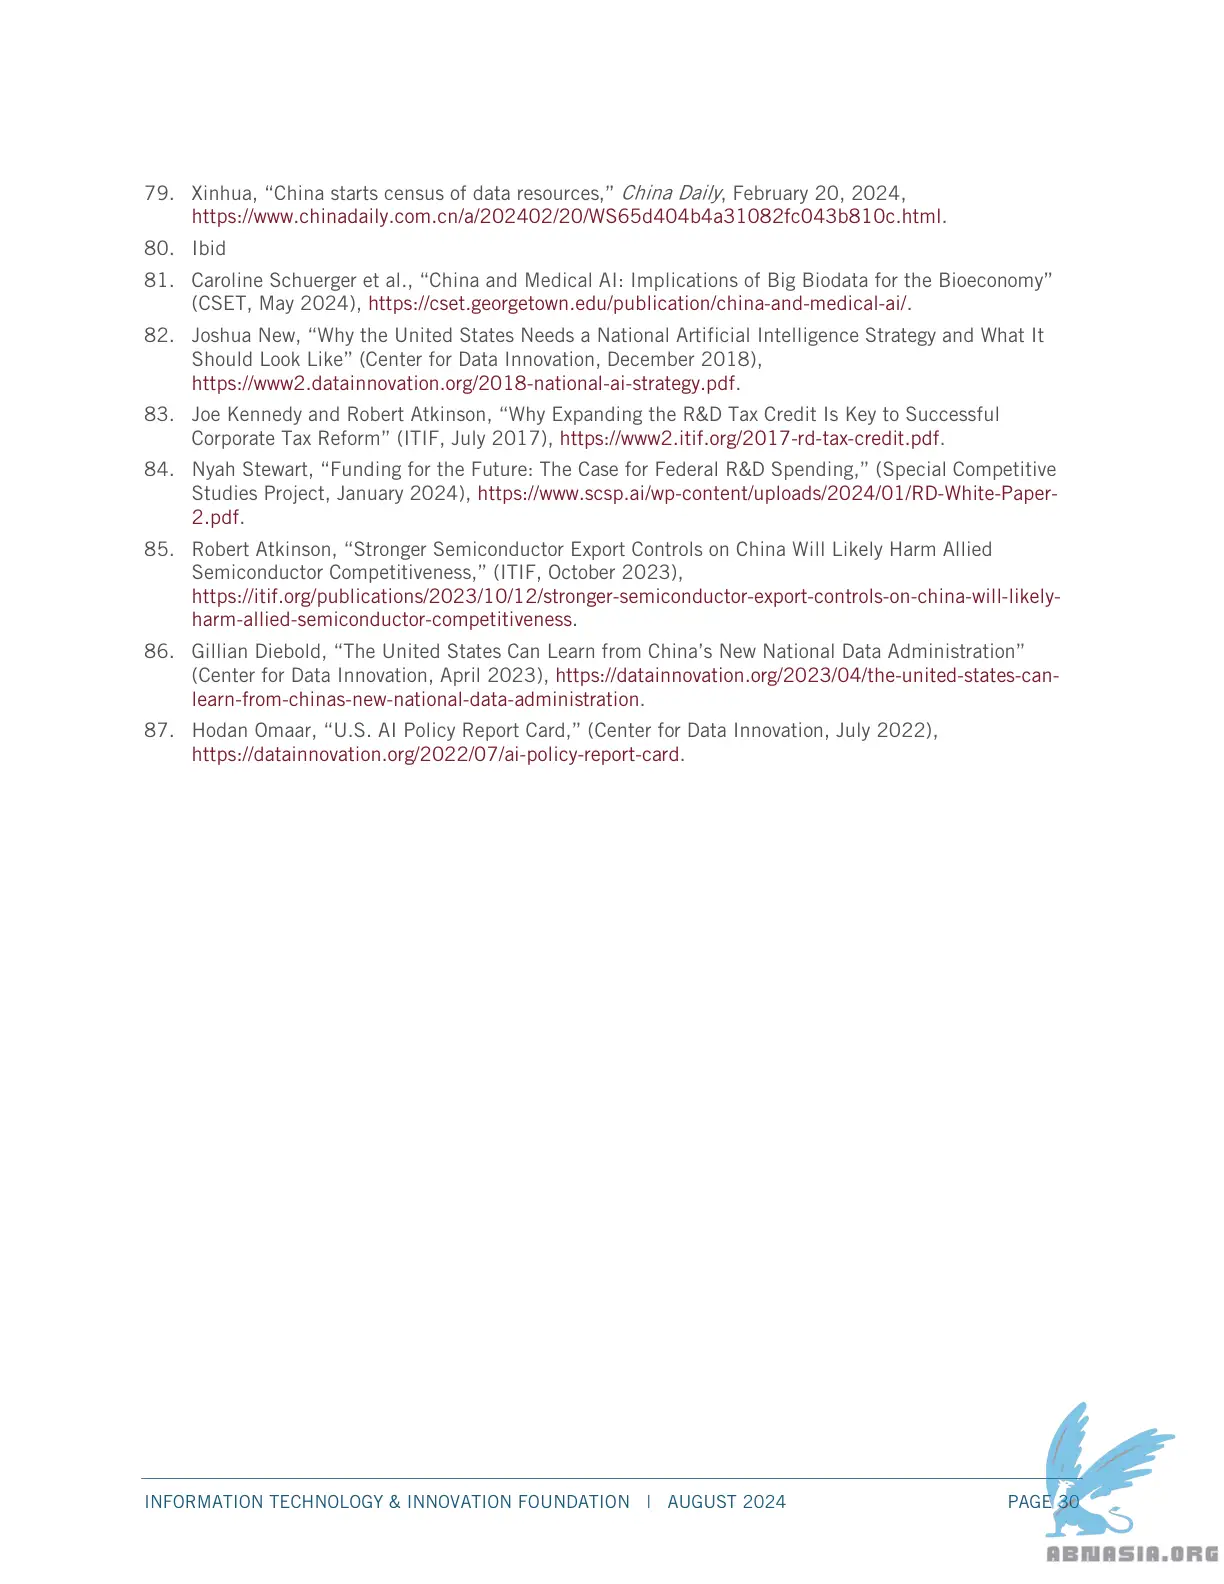 79. Xinhua, “China starts census of data resources,” China Daily, February 20, 2024,
https://www.chinadaily.com.cn/a/202402/20/WS65d404b4a31082fc043b810c.html.
80. Ibid
81. Caroline Schuerger et al., “China and Medical AI: Implications of Big Biodata for the Bioeconomy”
(CSET, May 2024), https://cset.georgetown.edu/publication/china-and-medical-ai/.
82. Joshua New, “Why the United States Needs a National Artificial Intelligence Strategy and What It
Should Look Like” (Center for Data Innovation, December 2018),
https://www2.datainnovation.org/2018-national-ai-strategy.pdf.
83. Joe Kennedy and Robert Atkinson, “Why Expanding the R&D Tax Credit Is Key to Successful
Corporate Tax Reform” (ITIF, July 2017), https://www2.itif.org/2017-rd-tax-credit.pdf.
84. Nyah Stewart, “Funding for the Future: The Case for Federal R&D Spending,” (Special Competitive
Studies Project, January 2024), https://www.scsp.ai/wp-content/uploads/2024/01/RD-White-Paper-
2.pdf.
85. Robert Atkinson, “Stronger Semiconductor Export Controls on China Will Likely Harm Allied
Semiconductor Competitiveness,” (ITIF, October 2023),
https://itif.org/publications/2023/10/12/stronger-semiconductor-export-controls-on-china-will-likely-
harm-allied-semiconductor-competitiveness.
86. Gillian Diebold, “The United States Can Learn from China’s New National Data Administration”
(Center for Data Innovation, April 2023), https://datainnovation.org/2023/04/the-united-states-can-
learn-from-chinas-new-national-data-administration.
87. Hodan Omaar, “U.S. AI Policy Report Card,” (Center for Data Innovation, July 2022),
https://datainnovation.org/2022/07/ai-policy-report-card.
INFORMATION TECHNOLOGY & INNOVATION FOUNDATION | AUGUST 2024 PAGE 30
ABNASIA.ORG